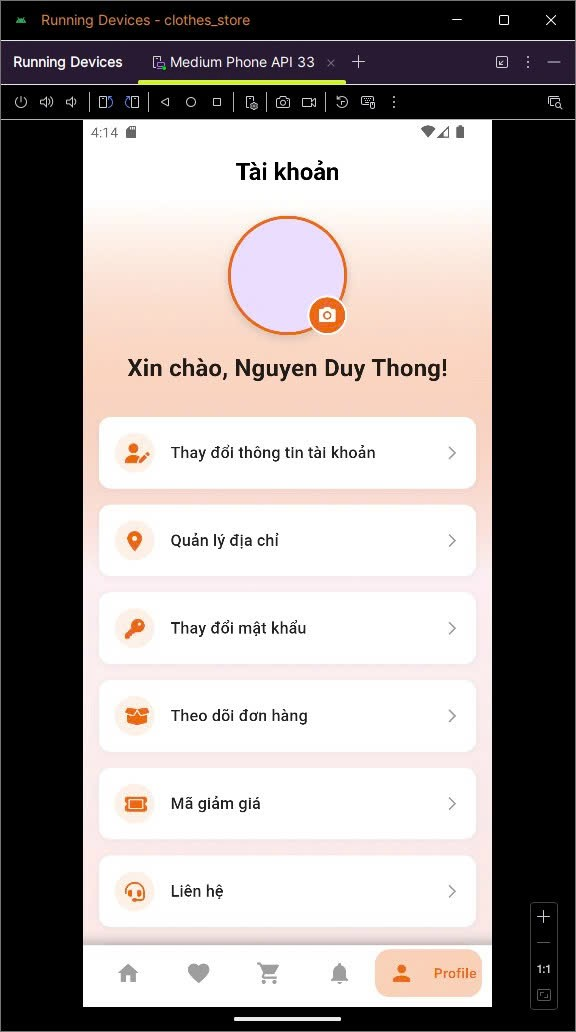 Running Devices - clothes_store
Running Devices
Medium Phone API 33
4:14
Tài khoản
Xin chào, Nguyen Duy Thong!
Thay đổi thông tin tài khoản
Quản lý địa chỉ
Thay đổi mật khẩu
Theo dõi đơn hàng
Mã giảm giá
Liên hệ
Profile
1:1